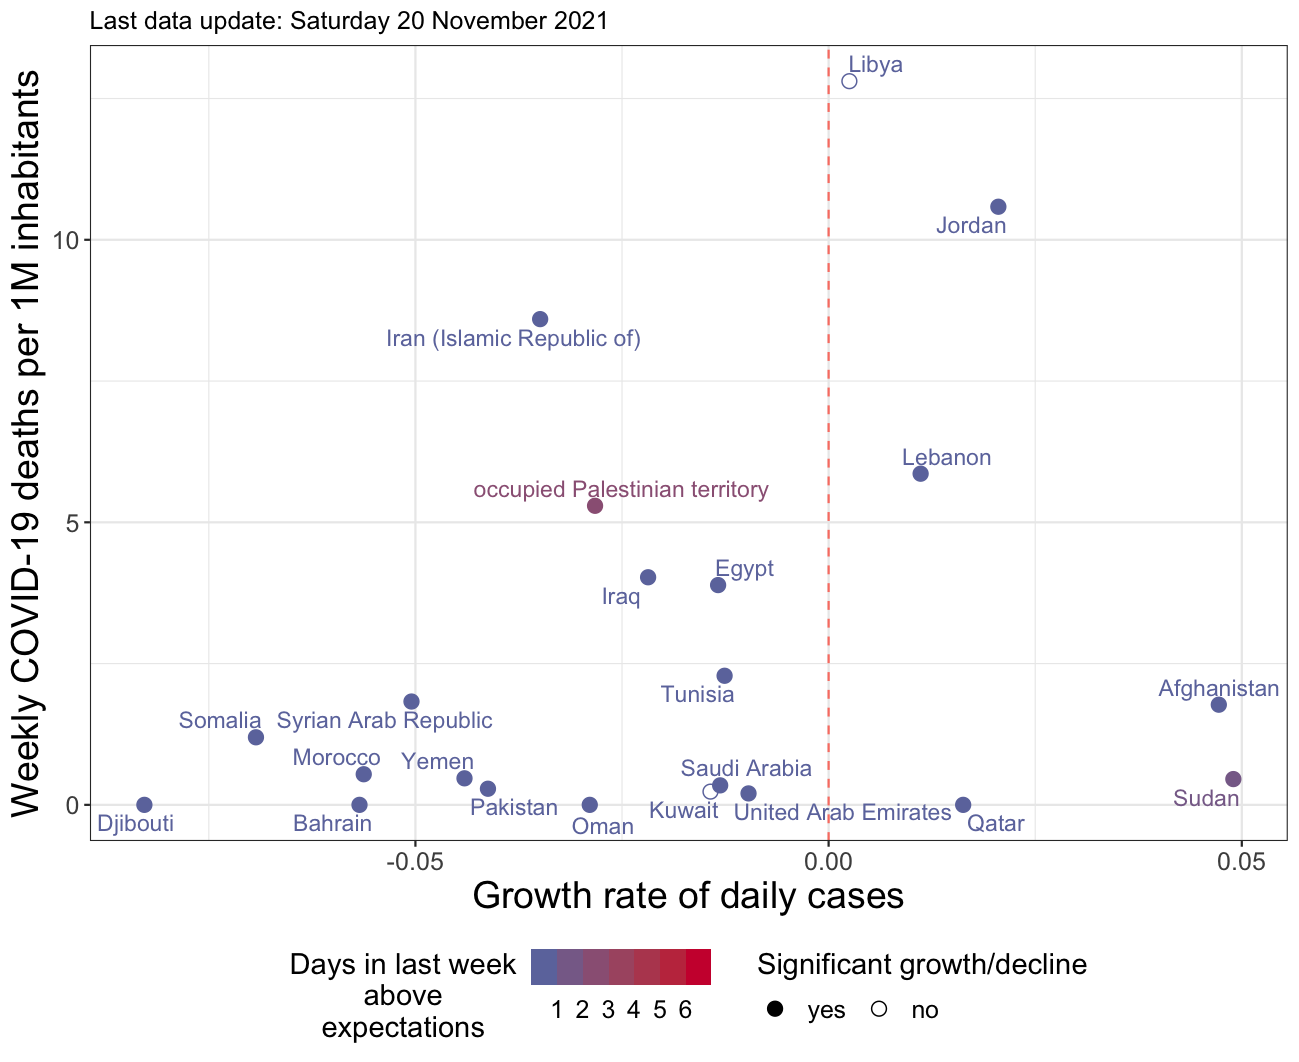 Last data update: Saturday 20 November 2021
Weekly COVID-19 deaths per 1M inhabitants
10
5
0
Libya
Jordan
Iran (Islamic Republic of)
Lebanon
occupied Palestinian territory
Egypt
Iraq
Tunisia
Afghanistan
Somalia
Syrian Arab Republic
Morocco
Yemen
Saudi Arabia
Sudan
Pakistan
Kuwait
United Arab Emirates
Djibouti
Bahrain
Oman
Qatar
-0.05
0.00
0.05
Growth rate of daily cases
Days in last week
above
expectations
1 2 3 4 5 6
Significant growth/decline
yes
no